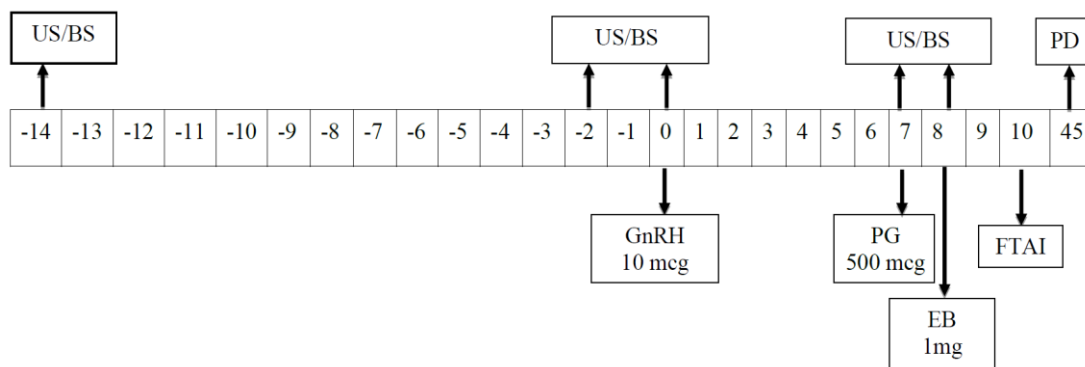 US/BS US/BS US/BS PD
-14 -13 -12 -11 -10 -9 -8 -7 -6 -5 -4 -3 -2 -1 0 1 2 3 4 5 6 7 8 9 10 45
GnRH
10 mcg
PG
500 mcg
FTAI
EB
1mg